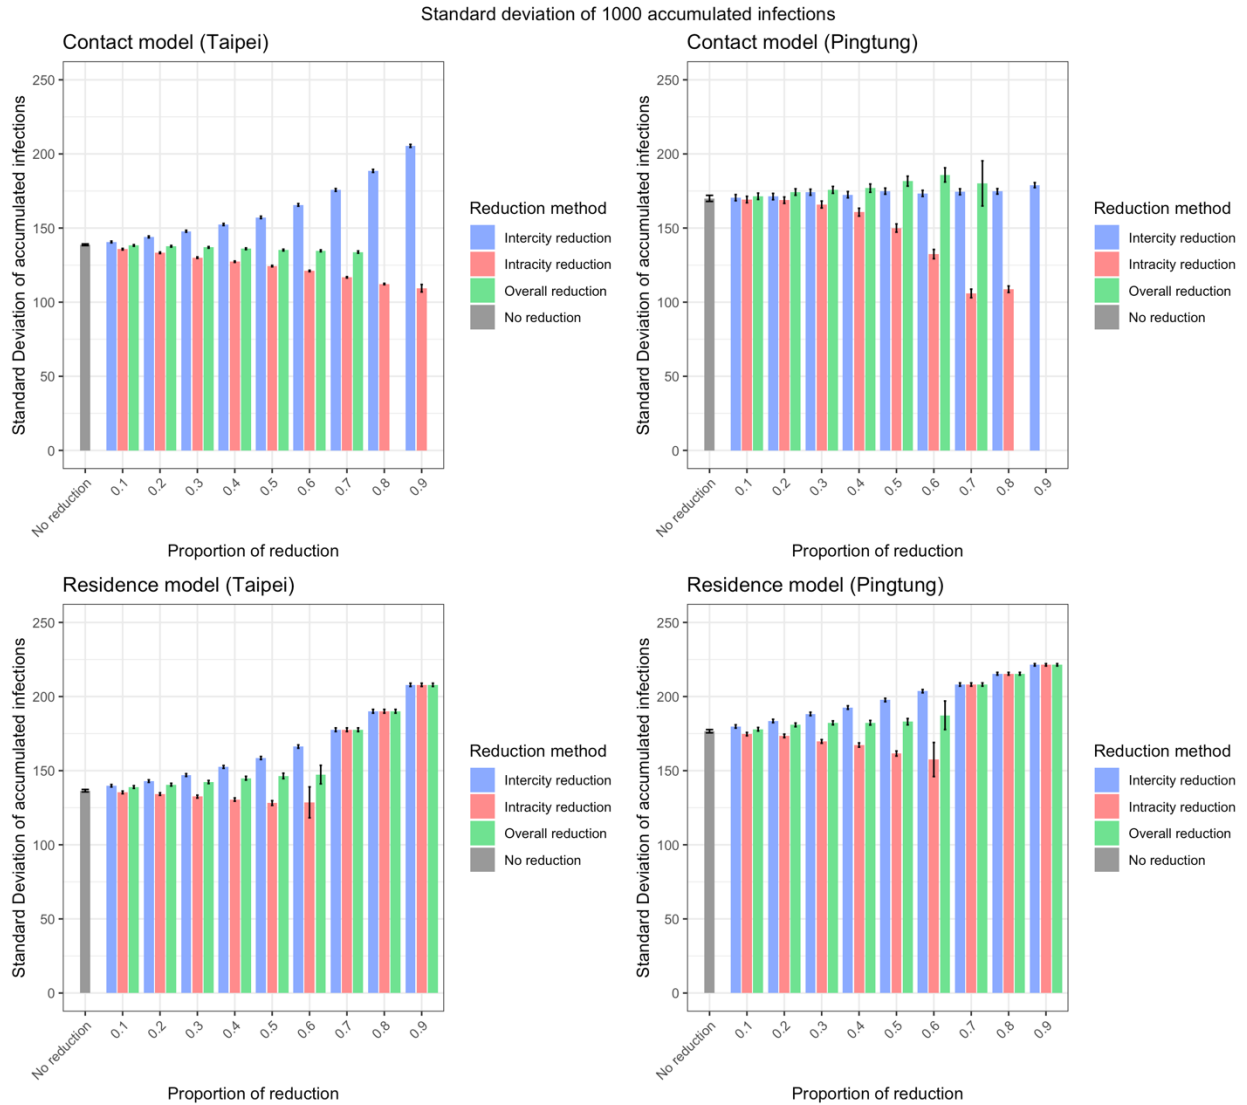 Standard deviation of 1000 accumulated infections
Contact model (Taipei)
Standard Deviation of accumulated infections
250
200
150
100
50
0
No reduction
0.1
0.2
0.3
0.4
0.5
0.6
0.7
0.8
0.9
Proportion of reduction
Reduction method
Intercity reduction
Intracity reduction
Overall reduction
No reduction
Contact model (Pingtung)
Standard Deviation of accumulated infections
250
200
150
100
50
0
No reduction
0.1
0.2
0.3
0.4
0.5
0.6
0.7
0.8
0.9
Proportion of reduction
Reduction method
Intercity reduction
Intracity reduction
Overall reduction
No reduction
Residence model (Taipei)
Standard Deviation of accumulated infections
250
200
150
100
50
0
No reduction
0.1
0.2
0.3
0.4
0.5
0.6
0.7
0.8
0.9
Proportion of reduction
Reduction method
Intercity reduction
Intracity reduction
Overall reduction
No reduction
Residence model (Pingtung)
Standard Deviation of accumulated infections
250
200
150
100
50
0
No reduction
0.1
0.2
0.3
0.4
0.5
0.6
0.7
0.8
0.9
Proportion of reduction
Reduction method
Intercity reduction
Intracity reduction
Overall reduction
No reduction